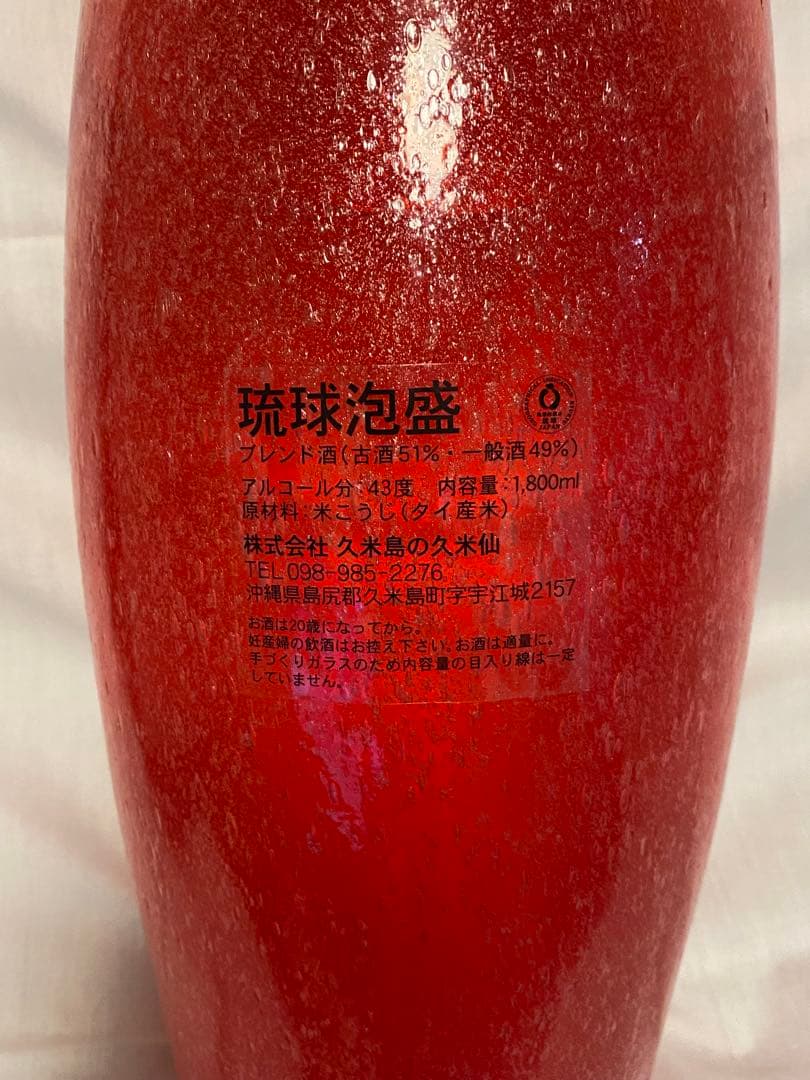 琉球泡盛
ブレンド酒(古酒51%・一般酒49%)
アルコール分:43度 内容量:1,800ml
原材料:米こうじ(タイ産米)
株式会社 久米島の久米仙
TEL 098-985-2276
沖縄県島尻郡久米島町字宇江城2157
お酒は20歳になってから。
妊産婦の飲酒はお控え下さい。お酒は適量に。
手づくりガラスのため内容量の目入り線は一定
していません。